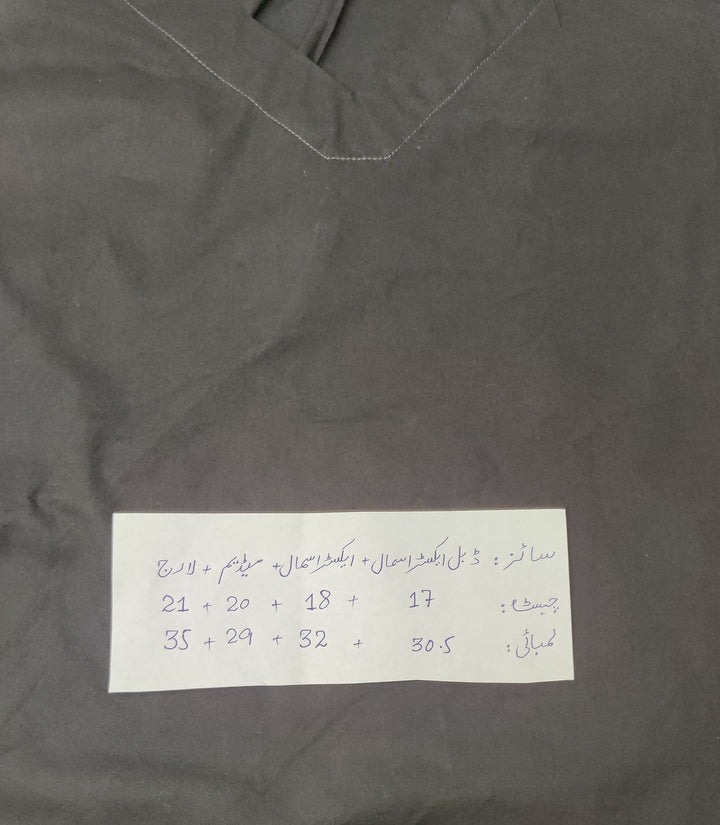 سائز: ڈبل ایکسٹرا سمال + ایکسٹرا سمال + میڈیم + لارج
چیسٹ: 17 + 18 + 20 + 21
لمبائی: 30.5 + 32 + 29 + 35